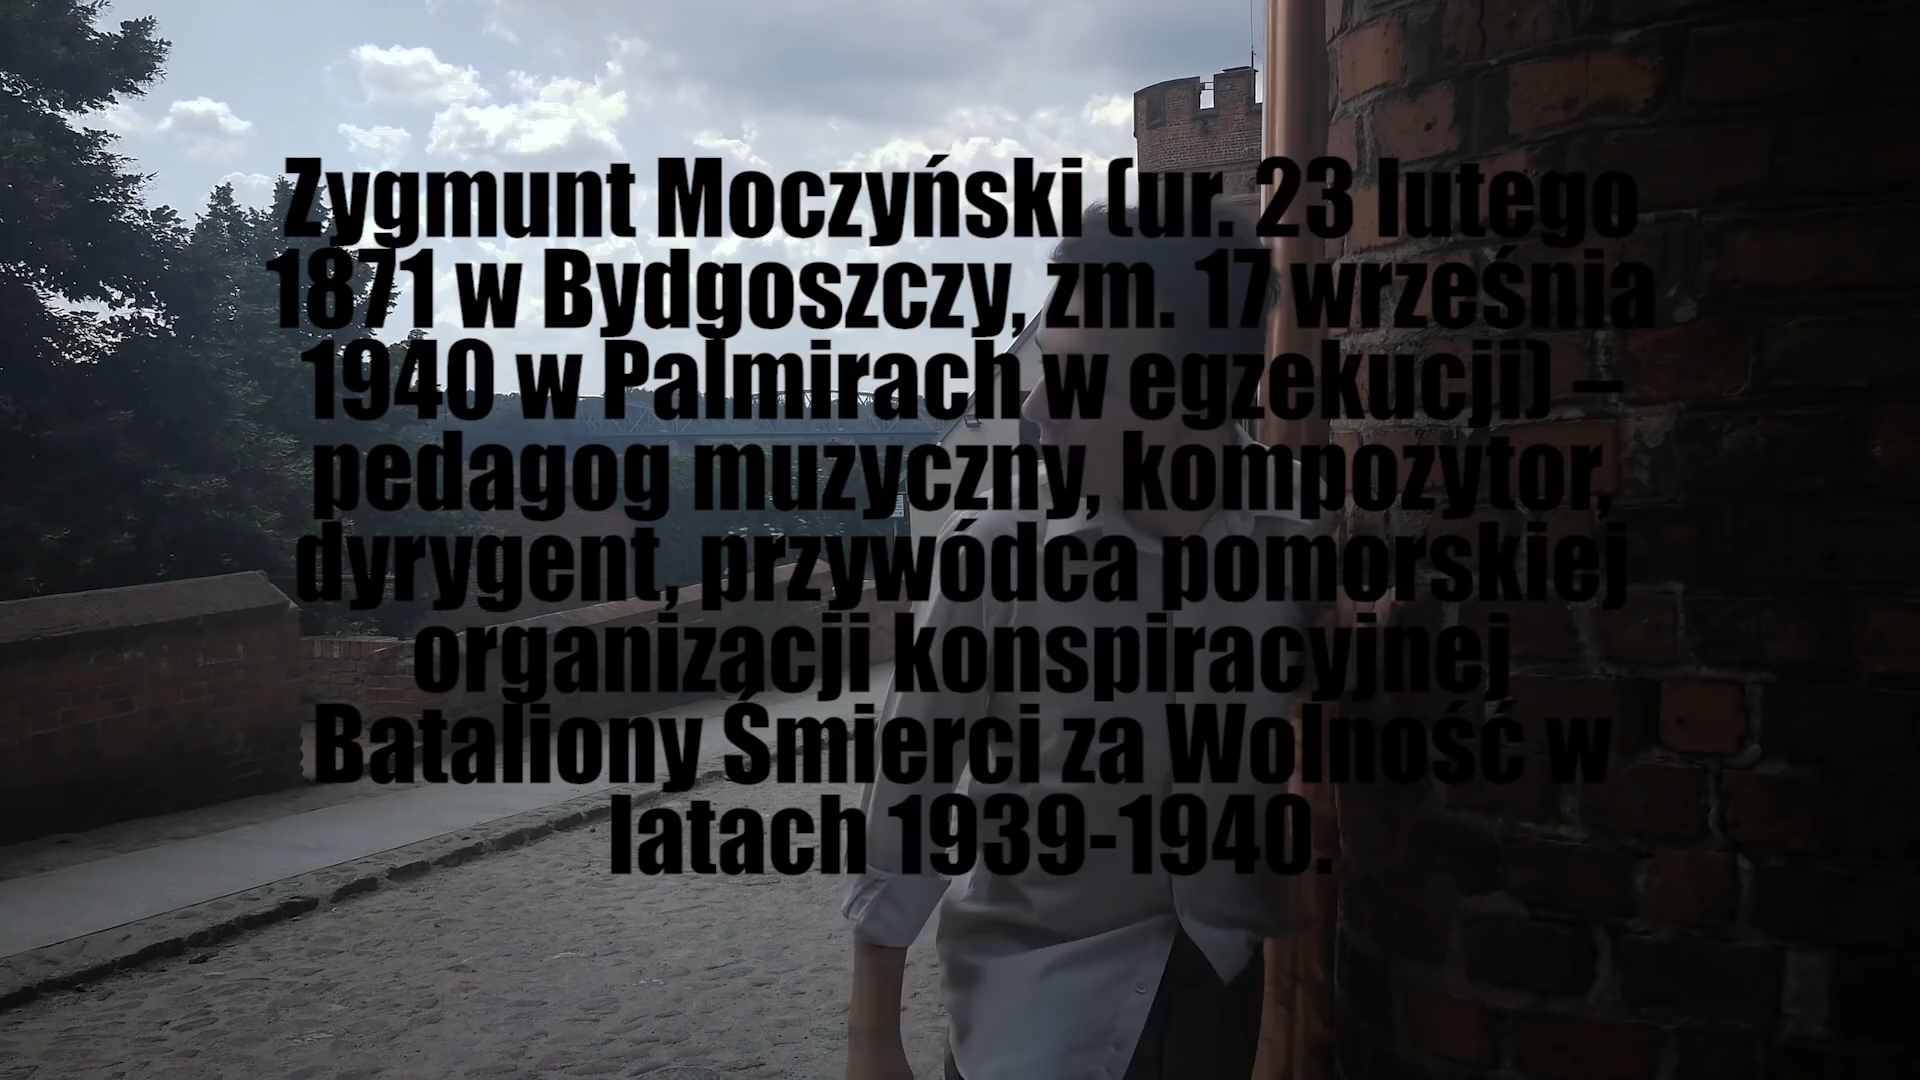 Zygmunt Moczyński (ur. 23 lutego
1871 w Bydgoszczy, zm. 17 września
1940 w Palmirach w egzekucji) –
pedagog muzyczny, kompozytor,
dyrygent, przywódca pomorskiej
organizacji konspiracyjnej
Bataliony Śmierci za Wolność w
latach 1939-1940.